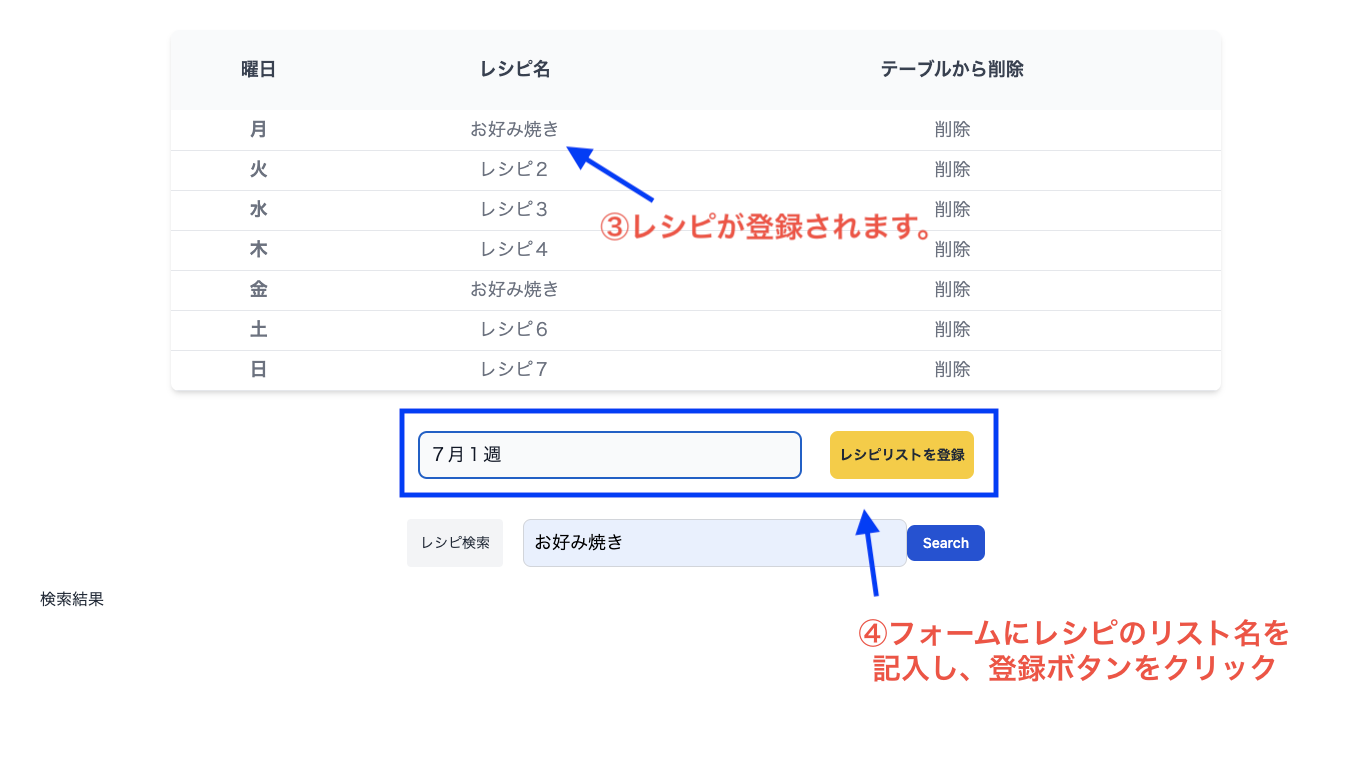 曜日 レシピ名 テーブルから削除
月 お好み焼き 削除
火 レシピ２ 削除
水 レシピ３ 削除
③レシピが登録されます。
木 レシピ４ 削除
金 お好み焼き 削除
土 レシピ６ 削除
日 レシピ７ 削除
７月１週 レシピリストを登録
レシピ検索 お好み焼き Search
検索結果
④フォームにレシピのリスト名を
記入し、登録ボタンをクリック